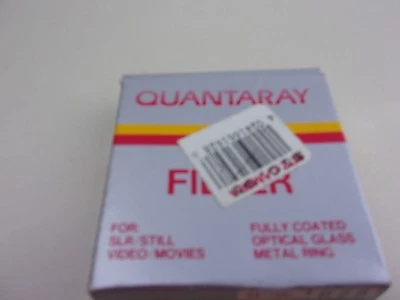 QUANTARAY
FILTER
FOR:
SLR/STILL
VIDEO/MOVIES
FULLY COATED
OPTICAL GLASS
METAL RING